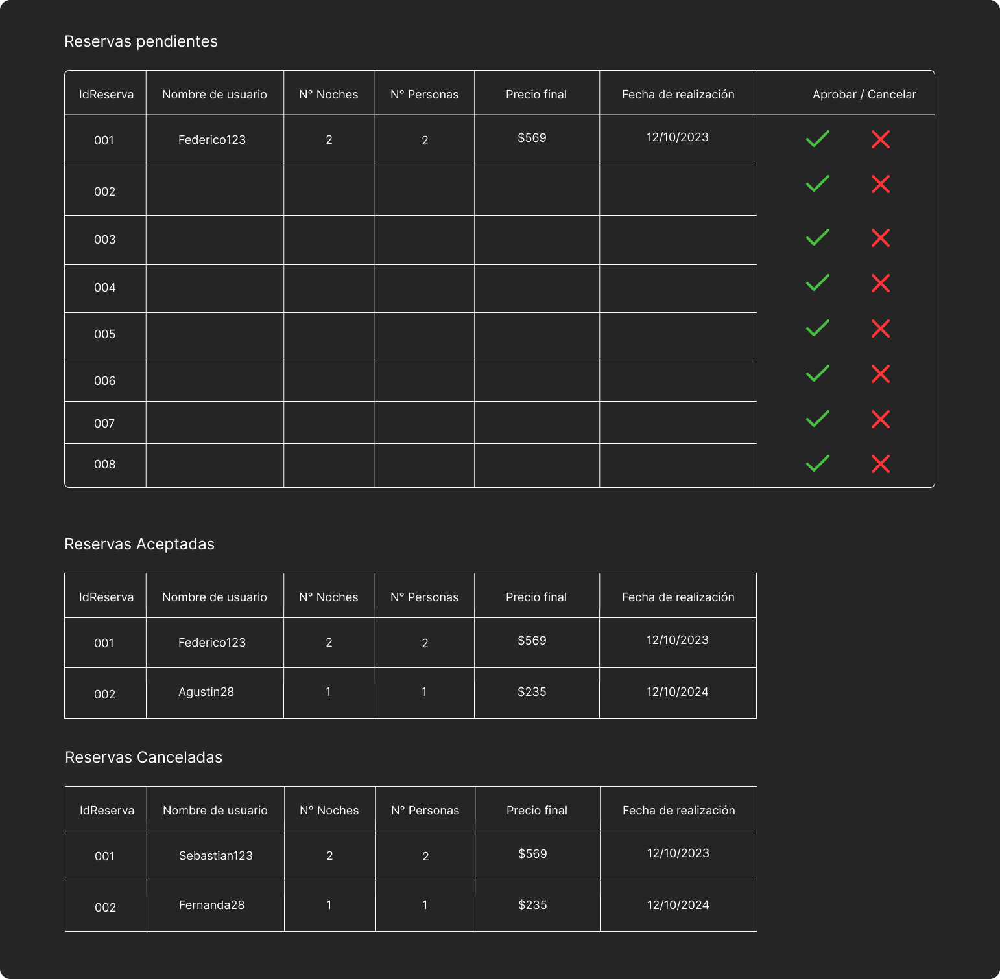 Reservas pendientes
IdReserva Nombre de usuario N° Noches N° Personas Precio final Fecha de realización Aprobar / Cancelar
001 Federico123 2 2 $569 12/10/2023
002
003
004
005
006
007
008
Reservas Aceptadas
IdReserva Nombre de usuario N° Noches N° Personas Precio final Fecha de realización
001 Federico123 2 2 $569 12/10/2023
002 Agustin28 1 1 $235 12/10/2024
Reservas Canceladas
IdReserva Nombre de usuario N° Noches N° Personas Precio final Fecha de realización
001 Sebastian123 2 2 $569 12/10/2023
002 Fernanda28 1 1 $235 12/10/2024